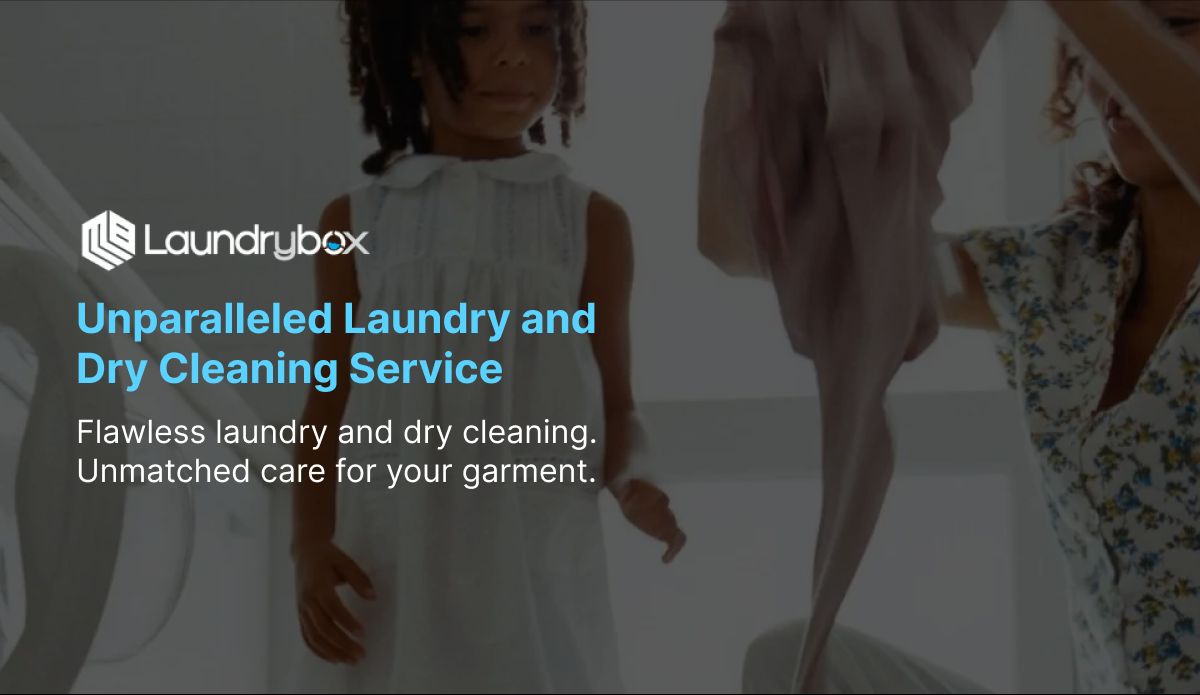 Laundrybox
Unparalleled Laundry and
Dry Cleaning Service
Flawless laundry and dry cleaning.
Unmatched care for your garment.